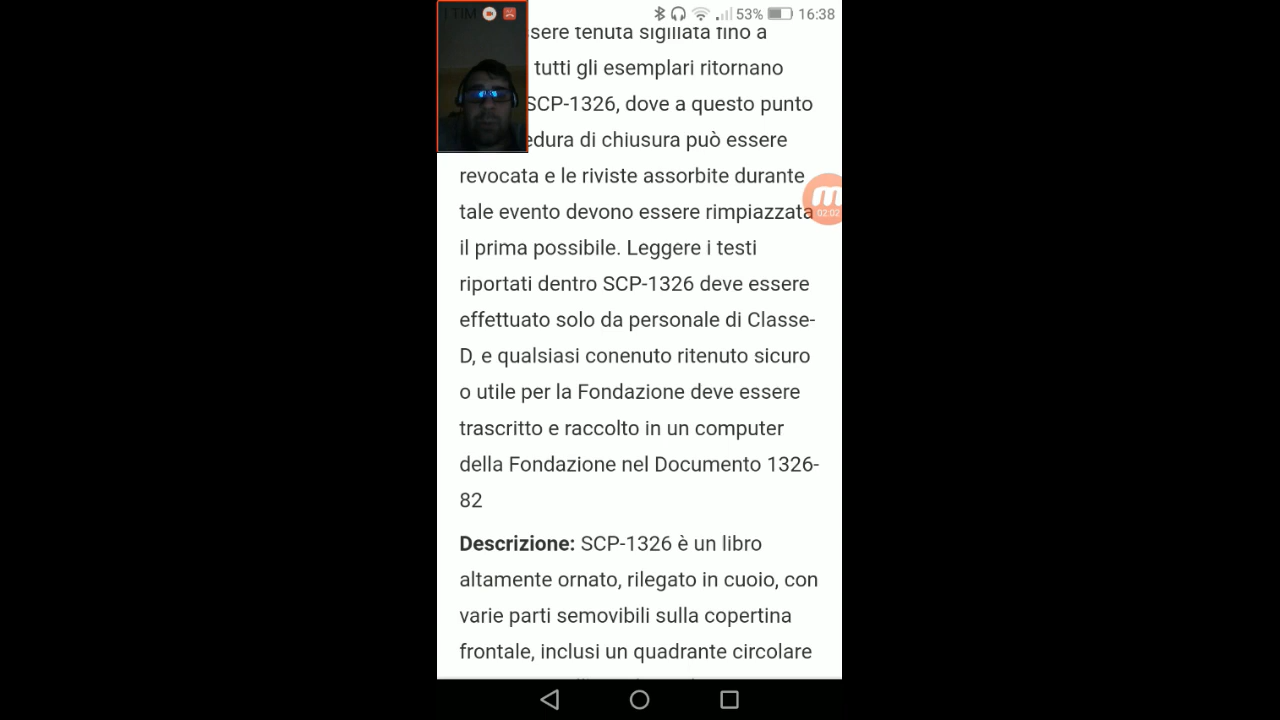 I TIM
53%
16:38
sere tenuta sigillata fino a
tutti gli esemplari ritornano
SCP-1326, dove a questo punto
edura di chiusura può essere
revocata e le riviste assorbite durante
tale evento devono essere rimpiazzata
02:02
il prima possibile. Leggere i testi
riportati dentro SCP-1326 deve essere
effettuato solo da personale di Classe-
D, e qualsiasi conenuto ritenuto sicuro
o utile per la Fondazione deve essere
trascritto e raccolto in un computer
della Fondazione nel Documento 1326-
82
Descrizione: SCP-1326 è un libro
altamente ornato, rilegato in cuoio, con
varie parti semovibili sulla copertina
frontale, inclusi un quadrante circolare